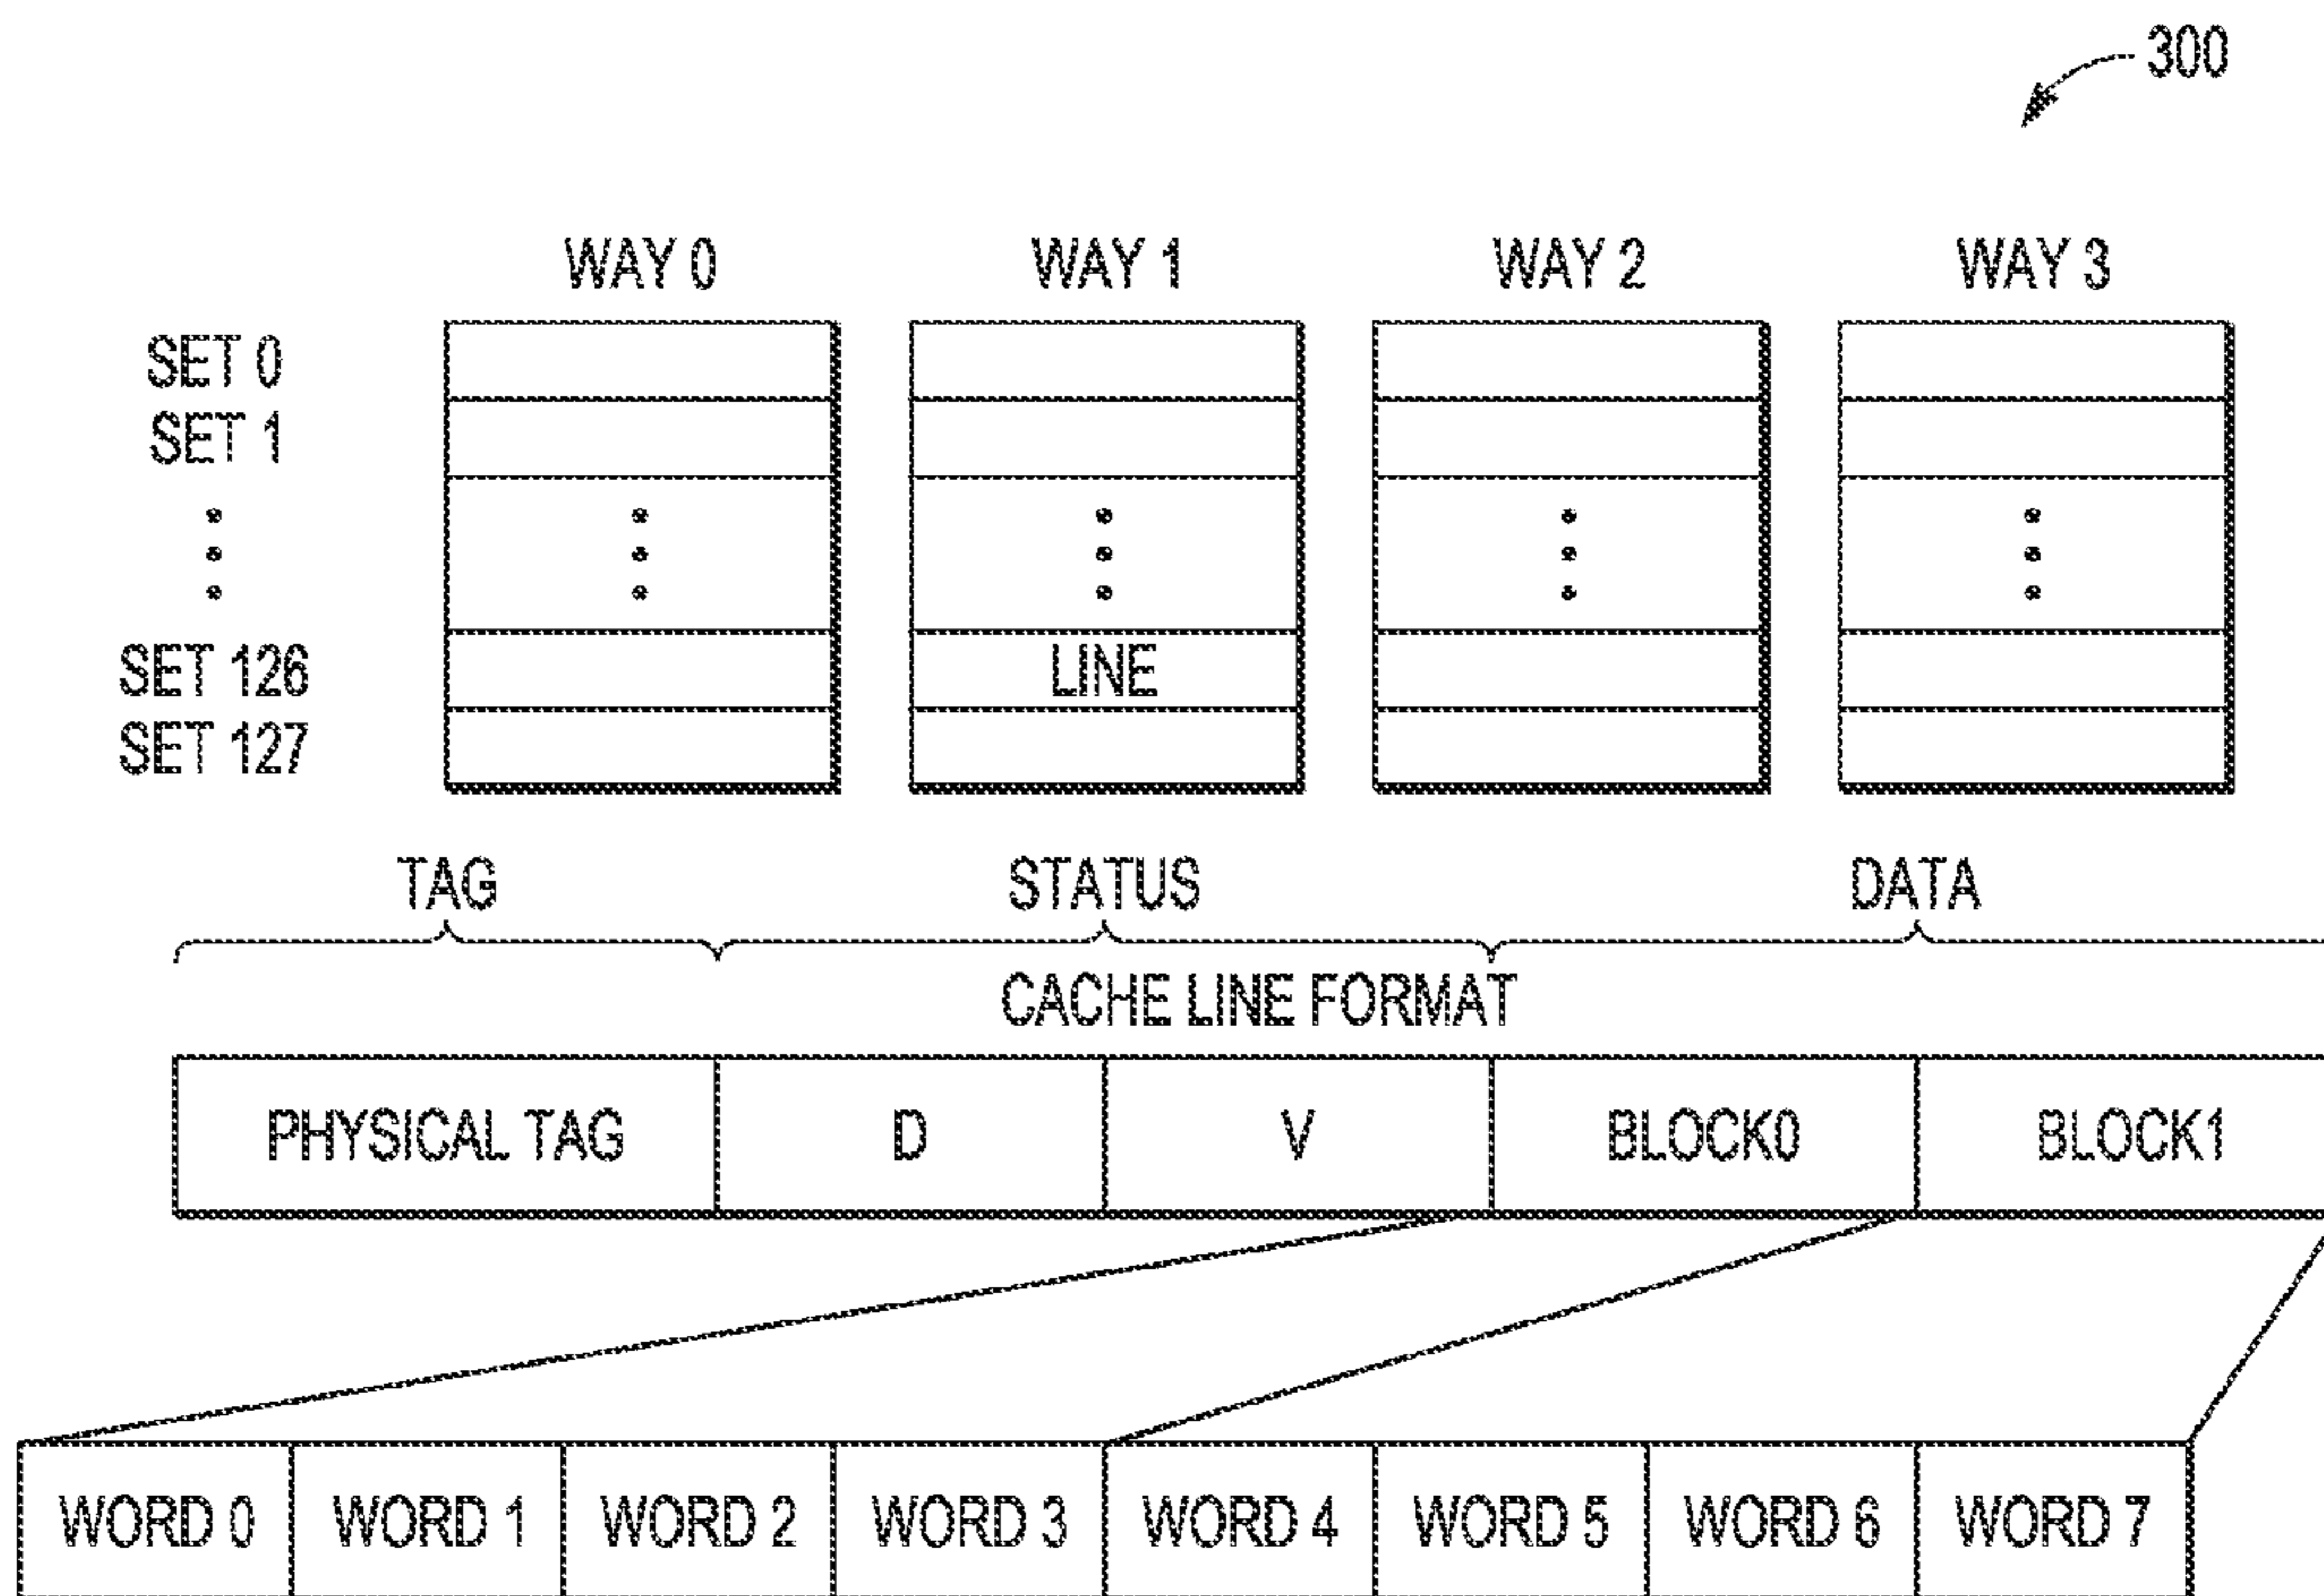 300
WAY 0 WAY 1 WAY 2 WAY 3
SET 0
SET 1
SET 126 LINE
SET 127
TAG STATUS DATA
CACHE LINE FORMAT
PHYSICAL TAG D V BLOCK0 BLOCK1
WORD 0 WORD 1 WORD 2 WORD 3 WORD 4 WORD 5 WORD 6 WORD 7